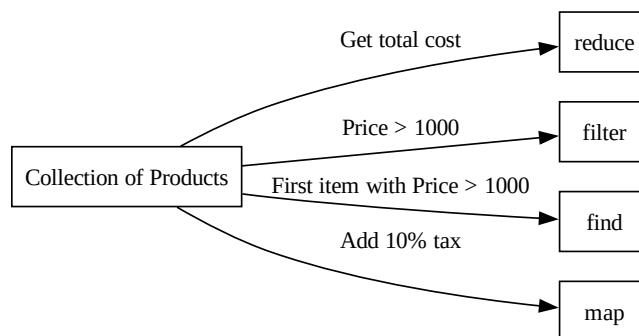 Get total cost
reduce
Price > 1000
filter
Collection of Products
First item with Price > 1000
find
Add 10% tax
map